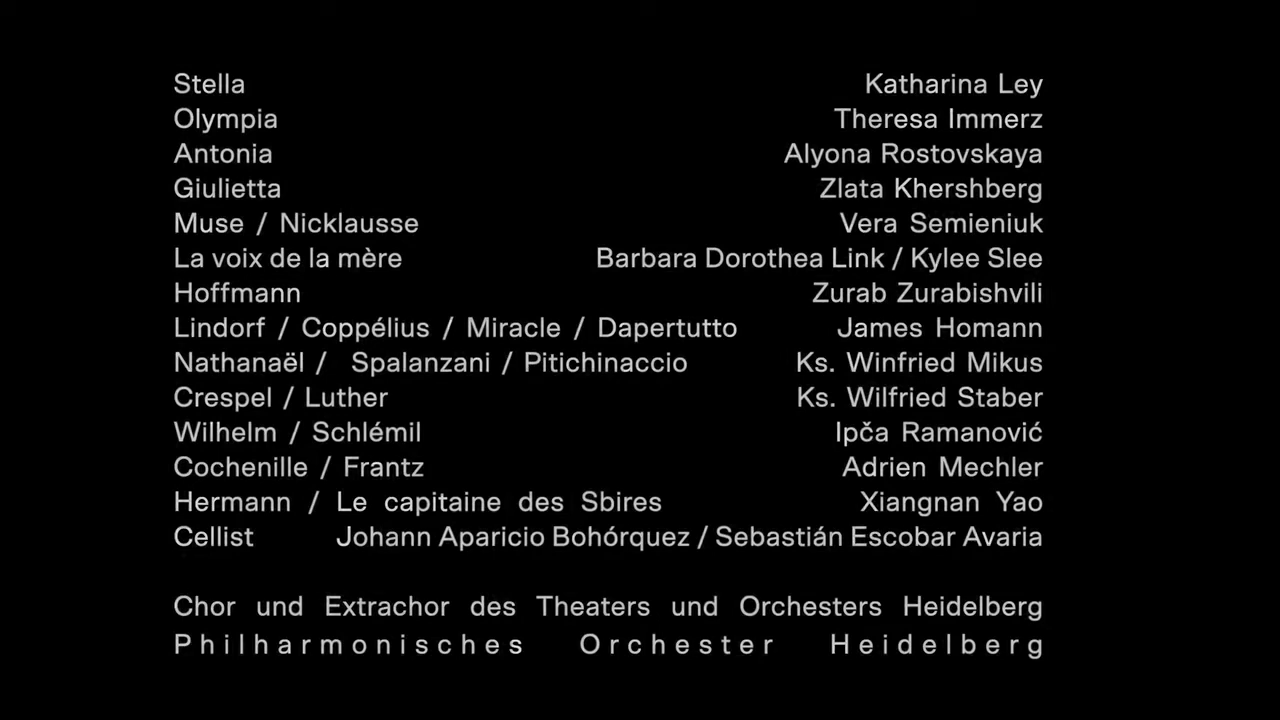 Stella Katharina Ley
Olympia Theresa Immerz
Antonia Alyona Rostovskaya
Giulietta Zlata Khershberg
Muse / Nicklausse Vera Semieniuk
La voix de la mère Barbara Dorothea Link / Kylee Slee
Hoffmann Zurab Zurabishvili
Lindorf / Coppélius / Miracle / Dapertutto James Homann
Nathanaël / Spalanzani / Pitichinaccio Ks. Winfried Mikus
Crespel / Luther Ks. Wilfried Staber
Wilhelm / Schlémil Ipča Ramanović
Cochenille / Frantz Adrien Mechler
Hermann / Le capitaine des Sbires Xiangnan Yao
Cellist Johann Aparicio Bohórquez / Sebastián Escobar Avaria
Chor und Extrachor des Theaters und Orchesters Heidelberg
Philharmonisches Orchester Heidelberg